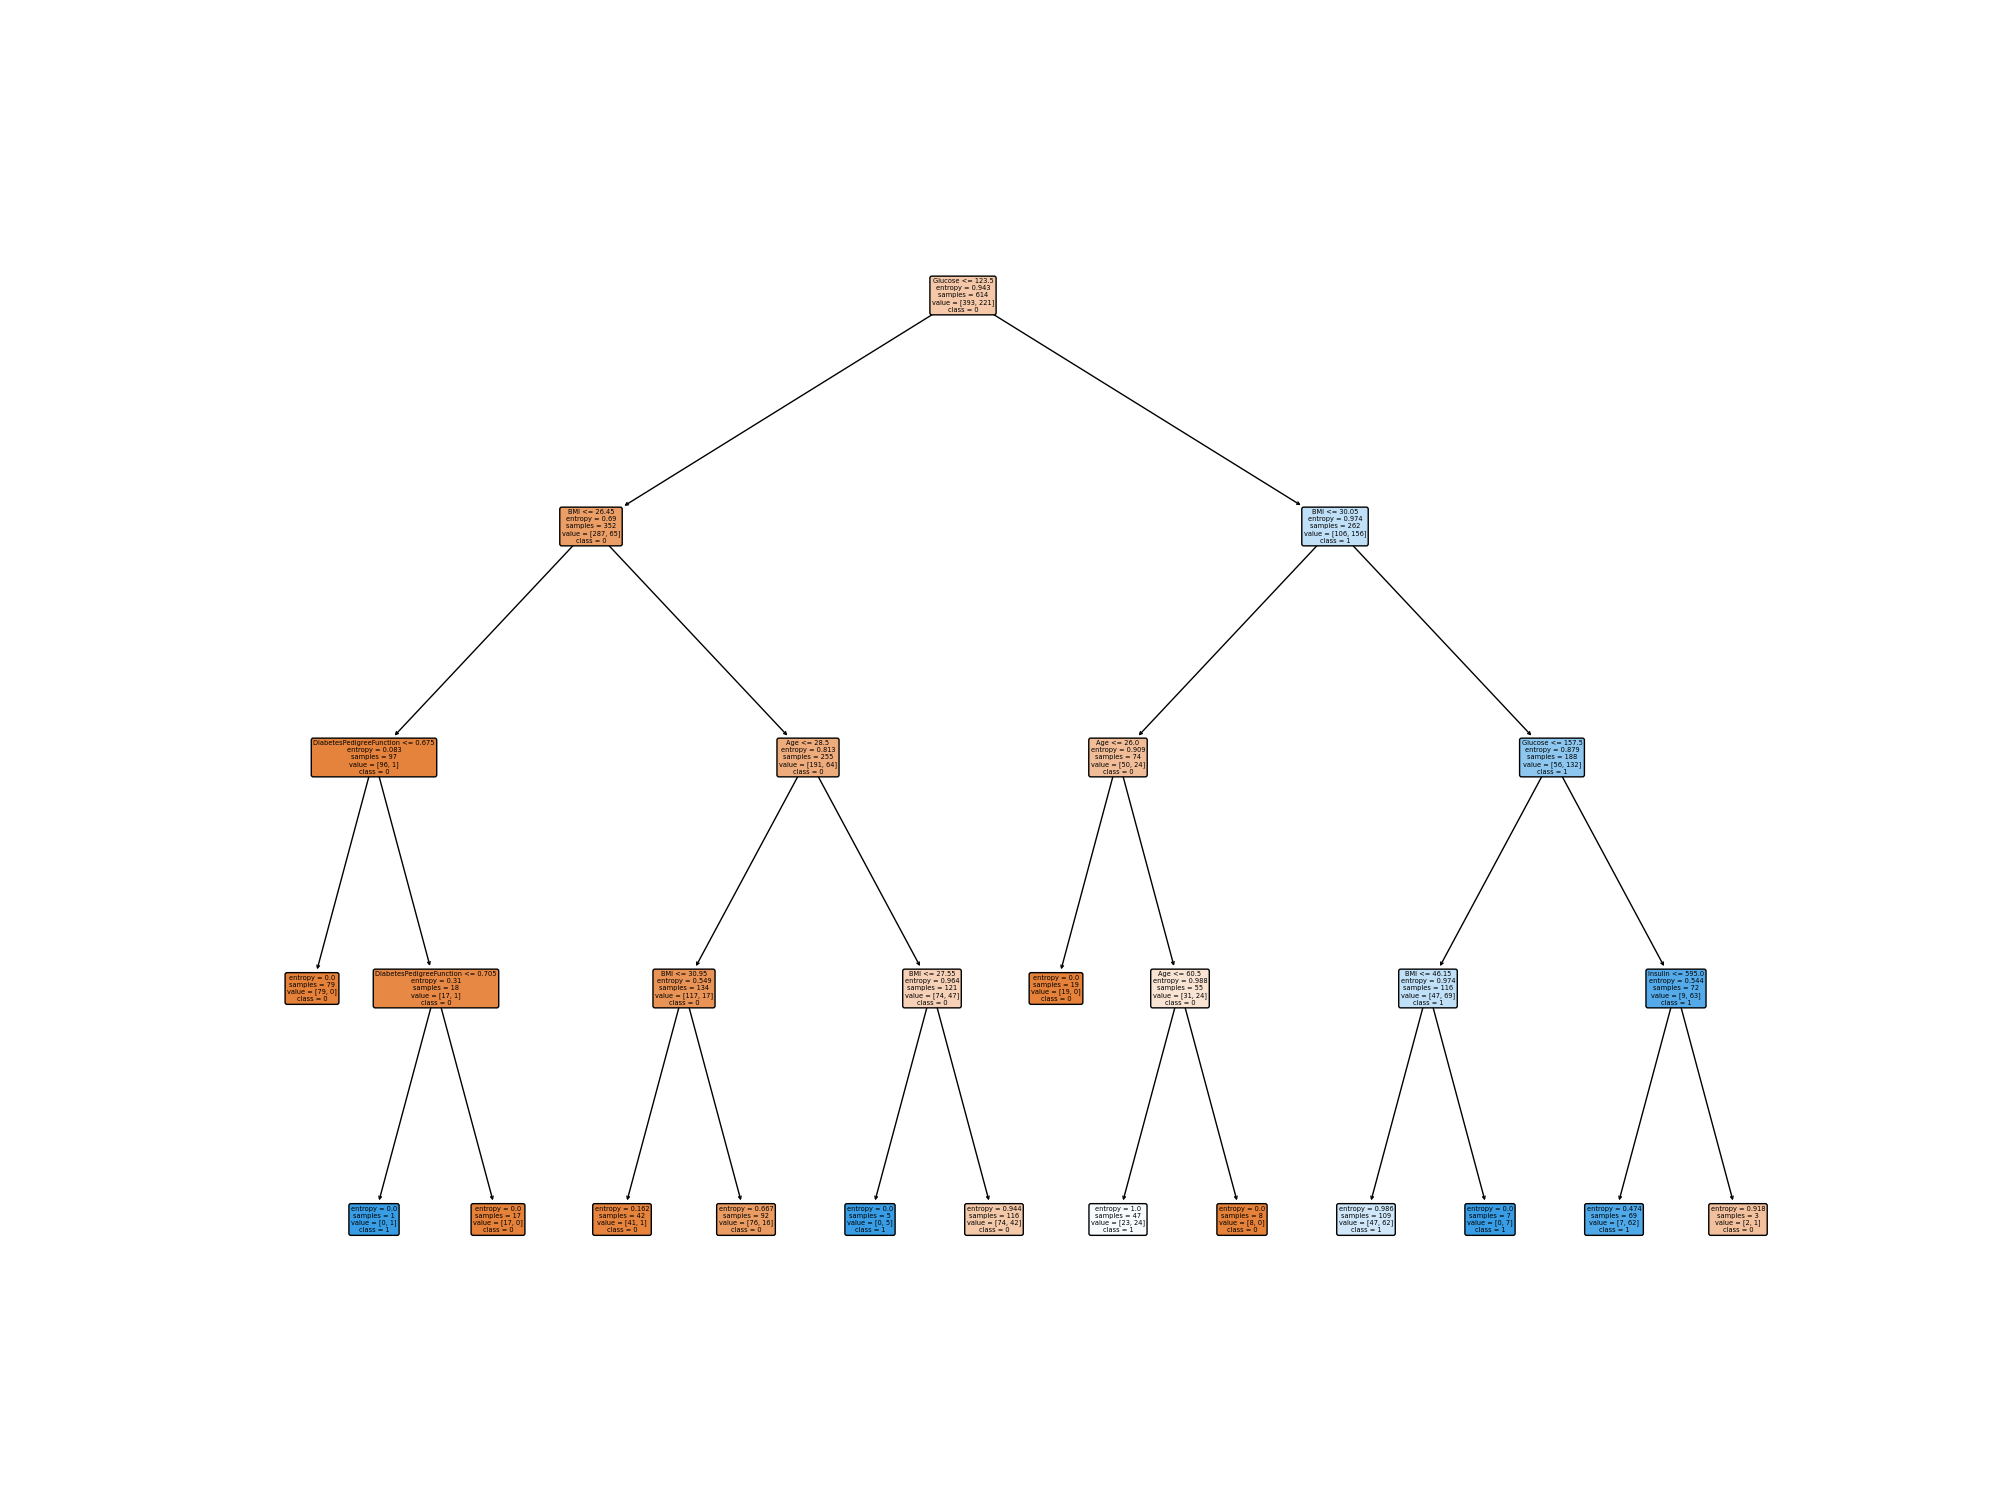 Glucose <= 123.5
entropy = 0.943
samples = 614
value = [393, 221]
class = 0
BMI <= 26.45
entropy = 0.69
samples = 352
value = [287, 65]
class = 0
BMI <= 30.05
entropy = 0.974
samples = 262
value = [106, 156]
class = 1
DiabetesPedigreeFunction <= 0.675
entropy = 0.083
samples = 97
value = [96, 1]
class = 0
Age <= 28.5
entropy = 0.813
samples = 255
value = [191, 64]
class = 0
Age <= 26.0
entropy = 0.909
samples = 74
value = [50, 24]
class = 0
Glucose <= 157.5
entropy = 0.879
samples = 188
value = [56, 132]
class = 1
entropy = 0.0
samples = 79
value = [79, 0]
class = 0
DiabetesPedigreeFunction <= 0.705
entropy = 0.31
samples = 18
value = [17, 1]
class = 0
BMI <= 30.95
entropy = 0.549
samples = 134
value = [117, 17]
class = 0
BMI <= 27.55
entropy = 0.964
samples = 121
value = [74, 47]
class = 0
entropy = 0.0
samples = 19
value = [19, 0]
class = 0
Age <= 60.5
entropy = 0.988
samples = 55
value = [31, 24]
class = 0
BMI <= 46.15
entropy = 0.974
samples = 116
value = [47, 69]
class = 1
Insulin <= 595.0
entropy = 0.544
samples = 72
value = [9, 63]
class = 1
entropy = 0.0
samples = 1
value = [0, 1]
class = 1
entropy = 0.0
samples = 17
value = [17, 0]
class = 0
entropy = 0.162
samples = 42
value = [41, 1]
class = 0
entropy = 0.667
samples = 92
value = [76, 16]
class = 0
entropy = 0.0
samples = 5
value = [0, 5]
class = 1
entropy = 0.944
samples = 116
value = [74, 42]
class = 0
entropy = 1.0
samples = 47
value = [23, 24]
class = 1
entropy = 0.0
samples = 8
value = [8, 0]
class = 0
entropy = 0.986
samples = 109
value = [47, 62]
class = 1
entropy = 0.0
samples = 7
value = [0, 7]
class = 1
entropy = 0.474
samples = 69
value = [7, 62]
class = 1
entropy = 0.918
samples = 3
value = [2, 1]
class = 0